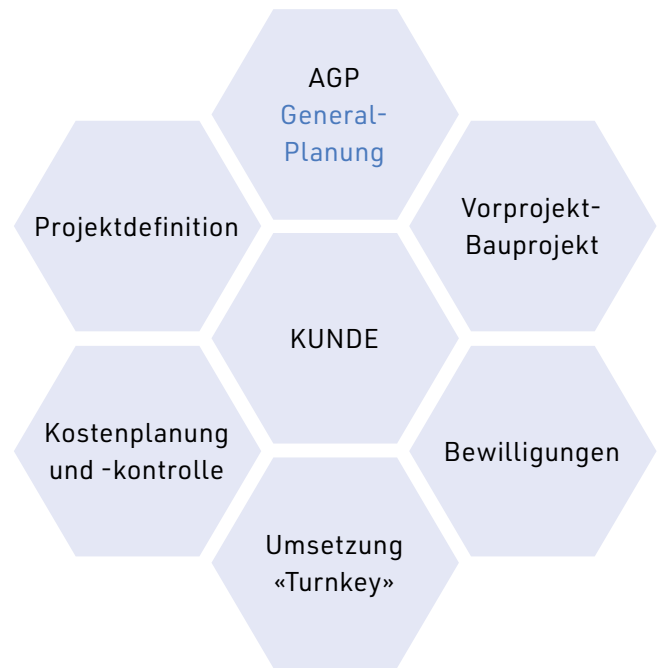 AGP
General-
Planung
Projektdefinition
Vorprojekt-
Bauprojekt
KUNDE
Kostenplanung
und -kontrolle
Bewilligungen
Umsetzung
«Turnkey»